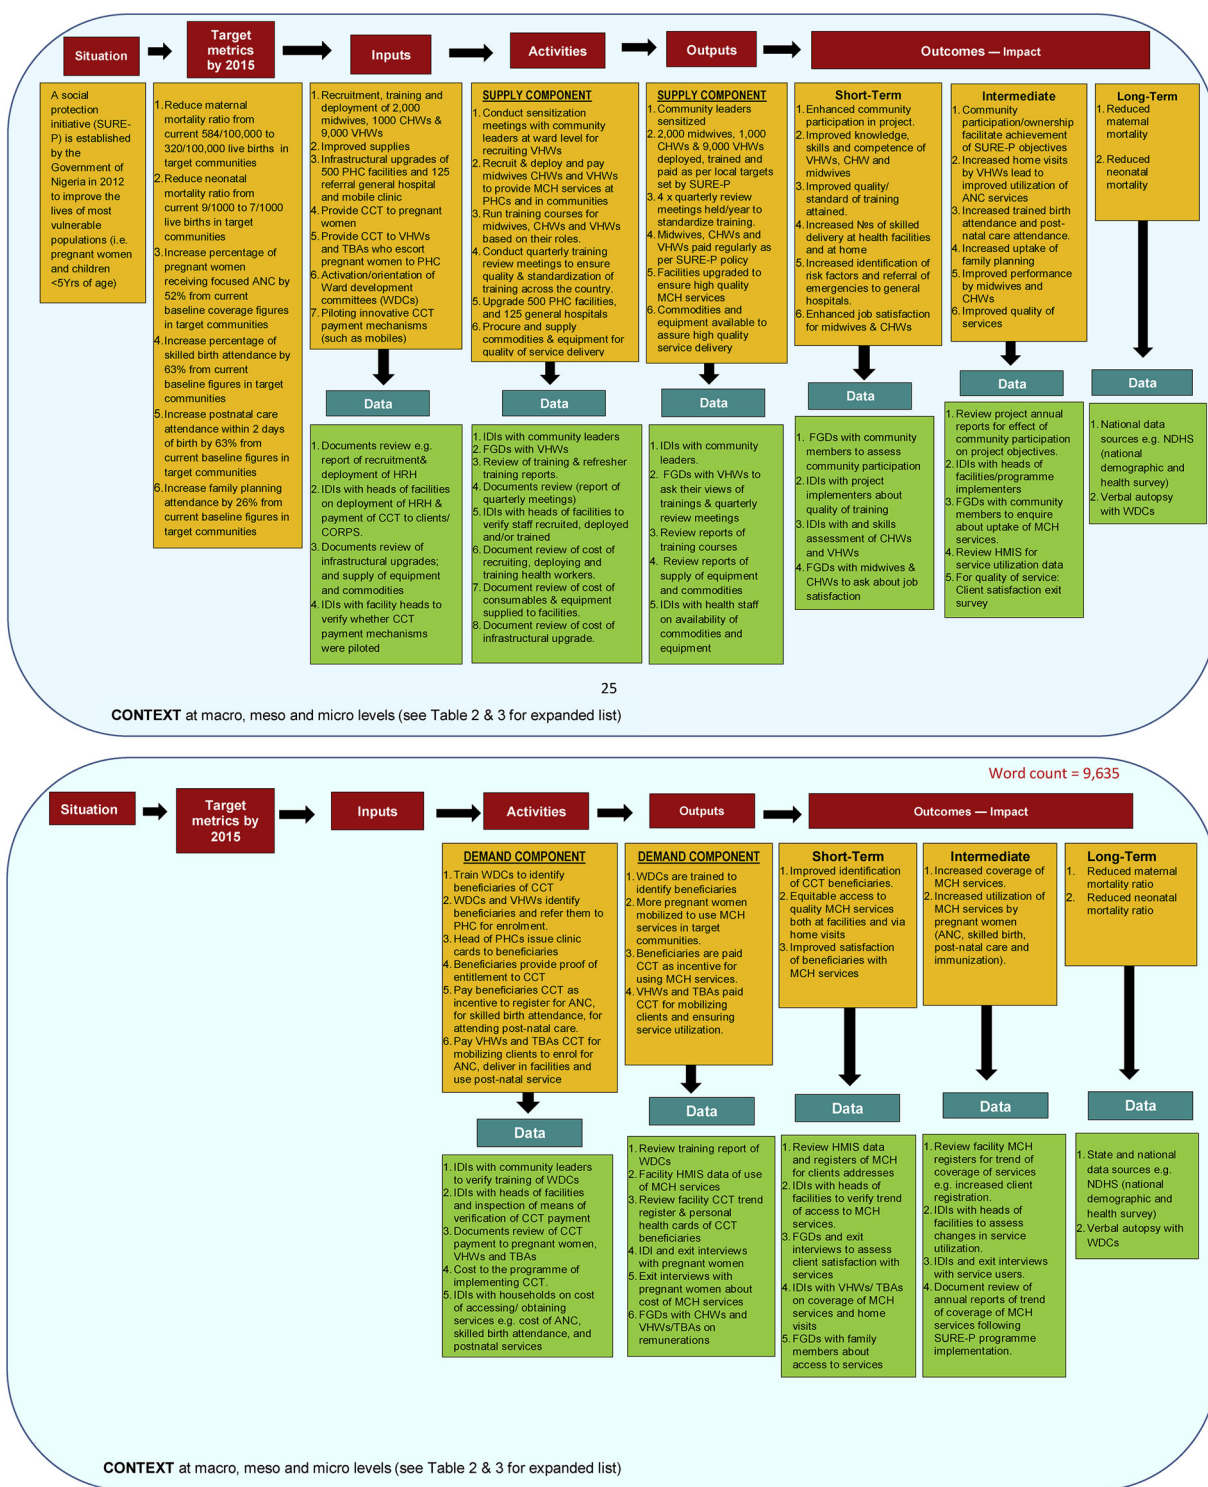 Situation
Target
metrics
by 2015
Inputs
Activities
Outputs
Outcomes — Impact
A social
protection
initiative (SURE-
P) is established
by the
Government of
Nigeria in 2012
to improve the
lives of most
vulnerable
populations (i.e.
pregnant women
and children
<5Yrs of age)
1. Reduce maternal
mortality ratio from
current 584/100,000 to
320/100,000 live births in
target communities
2. Reduce neonatal
mortality ratio from
current 9/1000 to 7/1000
live births in target
communities
3. Increase percentage of
pregnant women
receiving focused ANC by
52% from current
baseline coverage figures
in target communities
4. Increase percentage of
skilled birth attendance by
63% from current
baseline figures in target
communities
5. Increase postnatal care
attendance within 2 days
of birth by 63% from
current baseline figures in
target communities
6. Increase family planning
attendance by 26% from
current baseline figures in
target communities
1. Recruitment, training and
deployment of 2,000
midwives, 1000 CHWs &
9,000 VHWs
2. Improved supplies
3. Infrastructural upgrades of
500 PHC facilities and 125
referral general hospital
and mobile clinic
4. Provide CCT to pregnant
women
5. Provide CCT to VHWs
and TBAs who escort
pregnant women to PHC
6. Activation/orientation of
Ward development
committees (WDCs)
7. Piloting innovative CCT
payment mechanisms
(such as mobiles)
SUPPLY COMPONENT
1. Conduct sensitization
meetings with community
leaders at ward level for
recruiting VHWs
2. Recruit & deploy and pay
midwives CHWs and VHWs
to provide MCH services at
PHCs and in communities
3. Run training courses for
midwives, CHWs and VHWs
based on their roles.
4. Conduct quarterly training
review meetings to ensure
quality & standardization of
training across the country.
5. Upgrade 500 PHC facilities,
and 125 general hospitals
6. Procure and supply
commodities & equipment for
quality of service delivery
SUPPLY COMPONENT
1. Community leaders
sensitized
2. 2,000 midwives, 1,000
CHWs & 9,000 VHWs
deployed, trained and
paid as per local targets
set by SURE-P
3. 4 x quarterly review
meetings held/year to
standardize training.
4. Midwives, CHWs and
VHWs paid regularly as
per SURE-P policy
5. Facilities upgraded to
ensure high quality
MCH services
6. Commodities and
equipment available to
assure high quality
service delivery
Short-Term
1. Enhanced community
participation in project.
2. Improved knowledge,
skills and competence of
VHWs, CHW and
midwives
3. Improved quality/
standard of training
attained.
4. Increased №s of skilled
delivery at health facilities
and at home
5. Increased identification of
risk factors and referral of
emergencies to general
hospitals.
6. Enhanced job satisfaction
for midwives & CHWs
Intermediate
1. Community
participation/ownership
facilitate achievement
of SURE-P objectives
2. Increased home visits
by VHWs lead to
improved utilization of
ANC services
3. Increased trained birth
attendance and post-
natal care attendance.
4. Increased uptake of
family planning
5. Improved performance
by midwives and
CHWs
6. Improved quality of
services
Long-Term
1. Reduced
maternal
mortality
2. Reduced
neonatal
mortality
Data
Data
Data
Data
Data
Data
1. Documents review e.g.
report of recruitment&
deployment of HRH
2. IDIs with heads of facilities
on deployment of HRH &
payment of CCT to clients/
CORPS.
3. Documents review of
infrastructural upgrades;
and supply of equipment
and commodities
4. IDIs with facility heads to
verify whether CCT
payment mechanisms
were piloted
1. IDIs with community leaders
2. FGDs with VHWs
3. Review of training & refresher
training reports.
4. Documents review (report of
quarterly meetings)
5. IDIs with heads of facilities to
verify staff recruited, deployed
and/or trained
6. Document review of cost of
recruiting, deploying and
training health workers.
7. Document review of cost of
consumables & equipment
supplied to facilities.
8. Document review of cost of
infrastructural upgrade.
1. IDIs with community
leaders.
2. FGDs with VHWs to
ask their views of
trainings & quarterly
review meetings
3. Review reports of
training courses
4. Review reports of
supply of equipment
and commodities
5. IDIs with health staff
on availability of
commodities and
equipment
1. FGDs with community
members to assess
community participation
2. IDIs with project
implementers about
quality of training
3. IDIs with and skills
assessment of CHWs
and VHWs
4. FGDs with midwives &
CHWs to ask about job
satisfaction
1. Review project annual
reports for effect of
community participation
on project objectives.
2. IDIs with heads of
facilities/programme
implementers
3. FGDs with community
members to enquire
about uptake of MCH
services.
4. Review HMIS for
service utilization data
5. For quality of service:
Client satisfaction exit
survey
1. National data
sources e.g. NDHS
(national
demographic and
health survey)
2. Verbal autopsy
with WDCs
25
CONTEXT at macro, meso and micro levels (see Table 2 & 3 for expanded list)
Word count = 9,635
Situation
Target
metrics by
2015
Inputs
Activities
Outputs
Outcomes — Impact
DEMAND COMPONENT
1. Train WDCs to identify
beneficiaries of CCT
2. WDCs and VHWs identify
beneficiaries and refer them to
PHC for enrolment.
3. Head of PHCs issue clinic
cards to beneficiaries
4. Beneficiaries provide proof of
entitlement to CCT
5. Pay beneficiaries CCT as
incentive to register for ANC,
for skilled birth attendance, for
attending post-natal care.
6. Pay VHWs and TBAs CCT for
mobilizing clients to enrol for
ANC, deliver in facilities and
use post-natal service
DEMAND COMPONENT
1. WDCs are trained to
identify beneficiaries
2. More pregnant women
mobilized to use MCH
services in target
communities.
3. Beneficiaries are paid
CCT as incentive for
using MCH services.
4. VHWs and TBAs paid
CCT for mobilizing
clients and ensuring
service utilization.
Short-Term
1. Improved identification
of CCT beneficiaries.
2. Equitable access to
quality MCH services
both at facilities and via
home visits
3. Improved satisfaction
of beneficiaries with
MCH services
Intermediate
1. Increased coverage of
MCH services.
2. Increased utilization of
MCH services by
pregnant women
(ANC, skilled birth,
post-natal care and
immunization).
Long-Term
1. Reduced maternal
mortality ratio
2. Reduced neonatal
mortality ratio
Data
Data
Data
Data
Data
1. IDIs with community leaders
to verify training of WDCs
2. IDIs with heads of facilities
and inspection of means of
verification of CCT payment
3. Documents review of CCT
payment to pregnant women,
VHWs and TBAs
4. Cost to the programme of
implementing CCT.
5. IDIs with households on cost
of accessing/ obtaining
services e.g. cost of ANC,
skilled birth attendance, and
postnatal services
1. Review training report of
WDCs
2. Facility HMIS data of use
of MCH services
3. Review facility CCT trend
register & personal
health cards of CCT
beneficiaries
4. IDI and exit interviews
with pregnant women
5. Exit interviews with
pregnant women about
cost of MCH services
6. FGDs with CHWs and
VHWs/TBAs on
remunerations
1. Review HMIS data
and registers of MCH
for clients addresses
2. IDIs with heads of
facilities to verify trend
of access to MCH
services.
3. FGDs and exit
interviews to assess
client satisfaction with
services
4. IDIs with VHWs/ TBAs
on coverage of MCH
services and home
visits
5. FGDs with family
members about
access to services
1. Review facility MCH
registers for trend of
coverage of services
e.g. increased client
registration.
2. IDIs with heads of
facilities to assess
changes in service
utilization.
3. IDIs and exit interviews
with service users.
4. Document review of
annual reports of trend
of coverage of MCH
services following
SURE-P programme
implementation.
1. State and national
data sources e.g.
NDHS (national
demographic and
health survey)
2. Verbal autopsy with
WDCs
CONTEXT at macro, meso and micro levels (see Table 2 & 3 for expanded list)